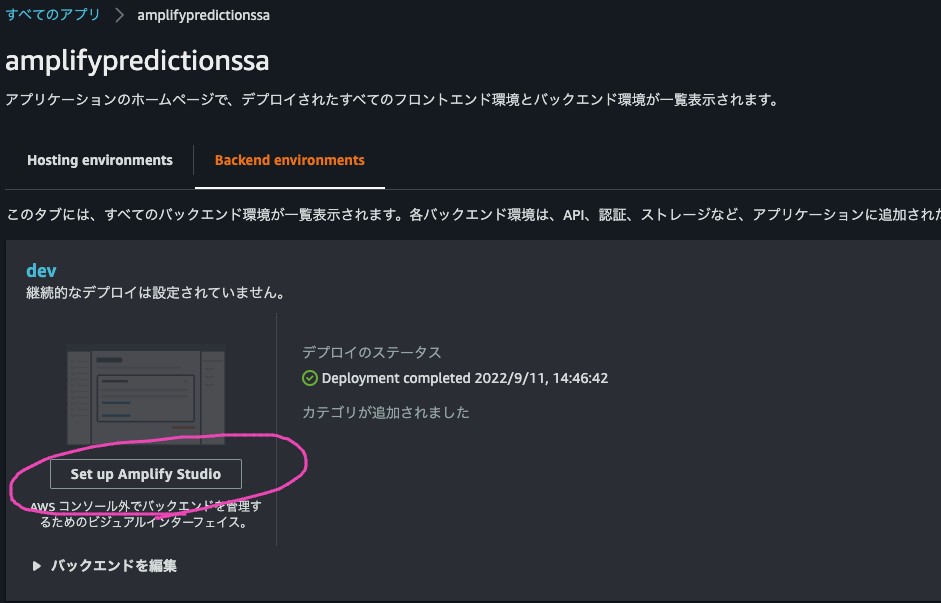 すべてのアプリ > amplifypredictionssa
amplifypredictionssa
アプリケーションのホームページで、デプロイされたすべてのフロントエンド環境とバックエンド環境が一覧表示されます。
Hosting environments
Backend environments
このタブには、すべてのバックエンド環境が一覧表示されます。各バックエンド環境は、API、認証、ストレージなど、アプリケーションに追加された
dev
継続的なデプロイは設定されていません。
デプロイのステータス
Deployment completed 2022/9/11, 14:46:42
カテゴリが追加されました
Set up Amplify Studio
AWS コンソール外でバックエンドを管理す
るためのビジュアルインターフェイス。
バックエンドを編集